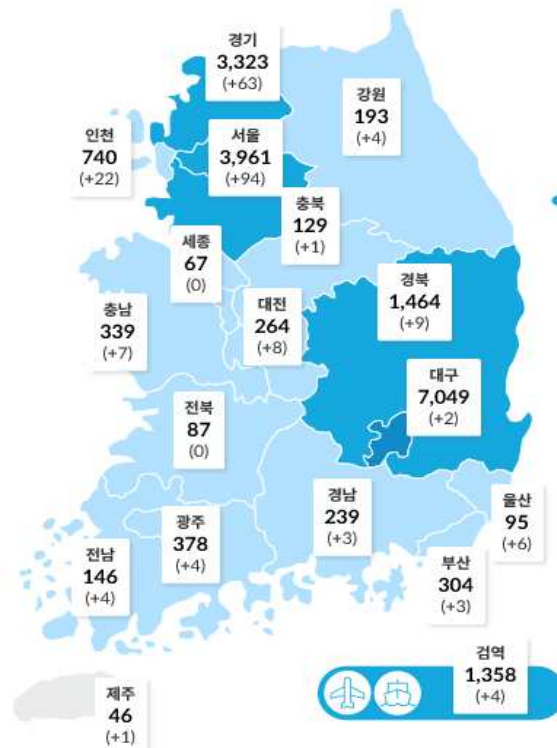 경기
3,323
(+63)
강원
193
(+4)
인천
740
(+22)
서울
3,961
(+94)
충북
129
(+1)
세종
67
(0)
경북
1,464
(+9)
충남
339
(+7)
대전
264
(+8)
대구
7,049
(+2)
전북
87
(0)
경남
239
(+3)
울산
95
(+6)
광주
378
(+4)
전남
146
(+4)
부산
304
(+3)
검역
1,358
(+4)
제주
46
(+1)